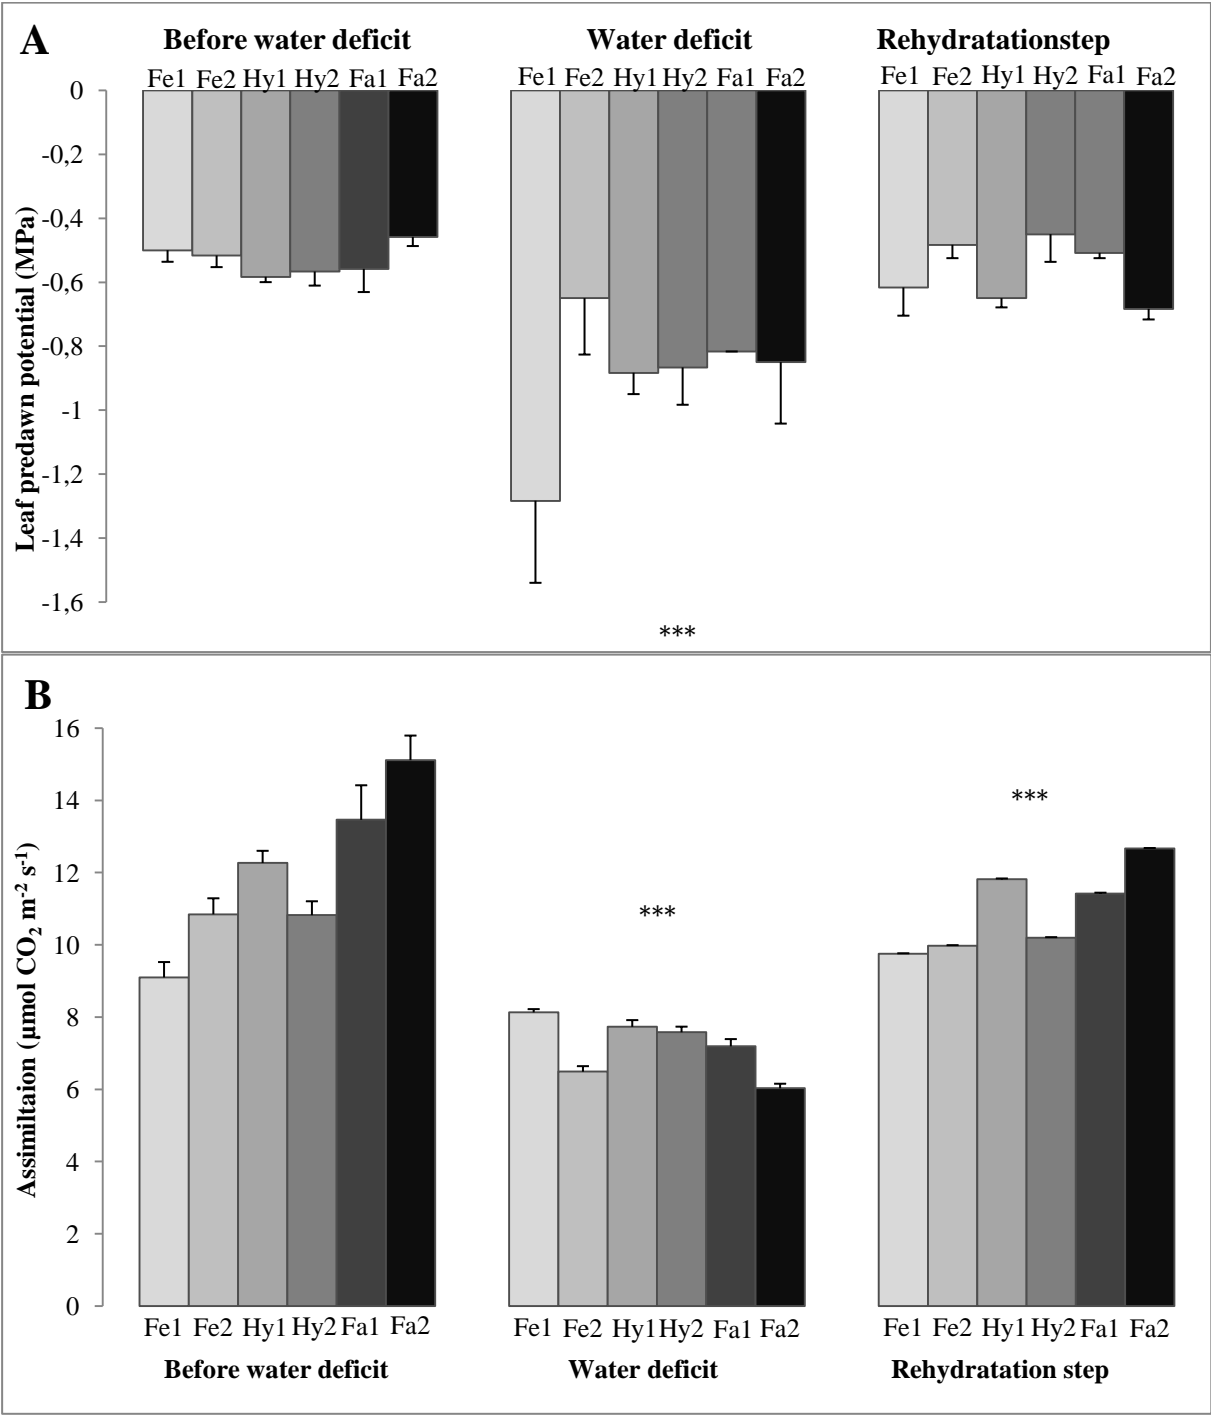 A
Before water deficit
Water deficit
Rehydratationstep
Fe1 Fe2 Hy1 Hy2 Fa1 Fa2
Fe1 Fe2 Hy1 Hy2 Fa1 Fa2
Fe1 Fe2 Hy1 Hy2 Fa1 Fa2
Leaf predawn potential (MPa)
0
-0,2
-0,4
-0,6
-0,8
-1
-1,2
-1,4
-1,6
***
B
Assimiltaion (µmol CO₂ m⁻² s⁻¹)
16
14
12
10
8
6
4
2
0
***
***
Fe1 Fe2 Hy1 Hy2 Fa1 Fa2
Fe1 Fe2 Hy1 Hy2 Fa1 Fa2
Fe1 Fe2 Hy1 Hy2 Fa1 Fa2
Before water deficit
Water deficit
Rehydratation step